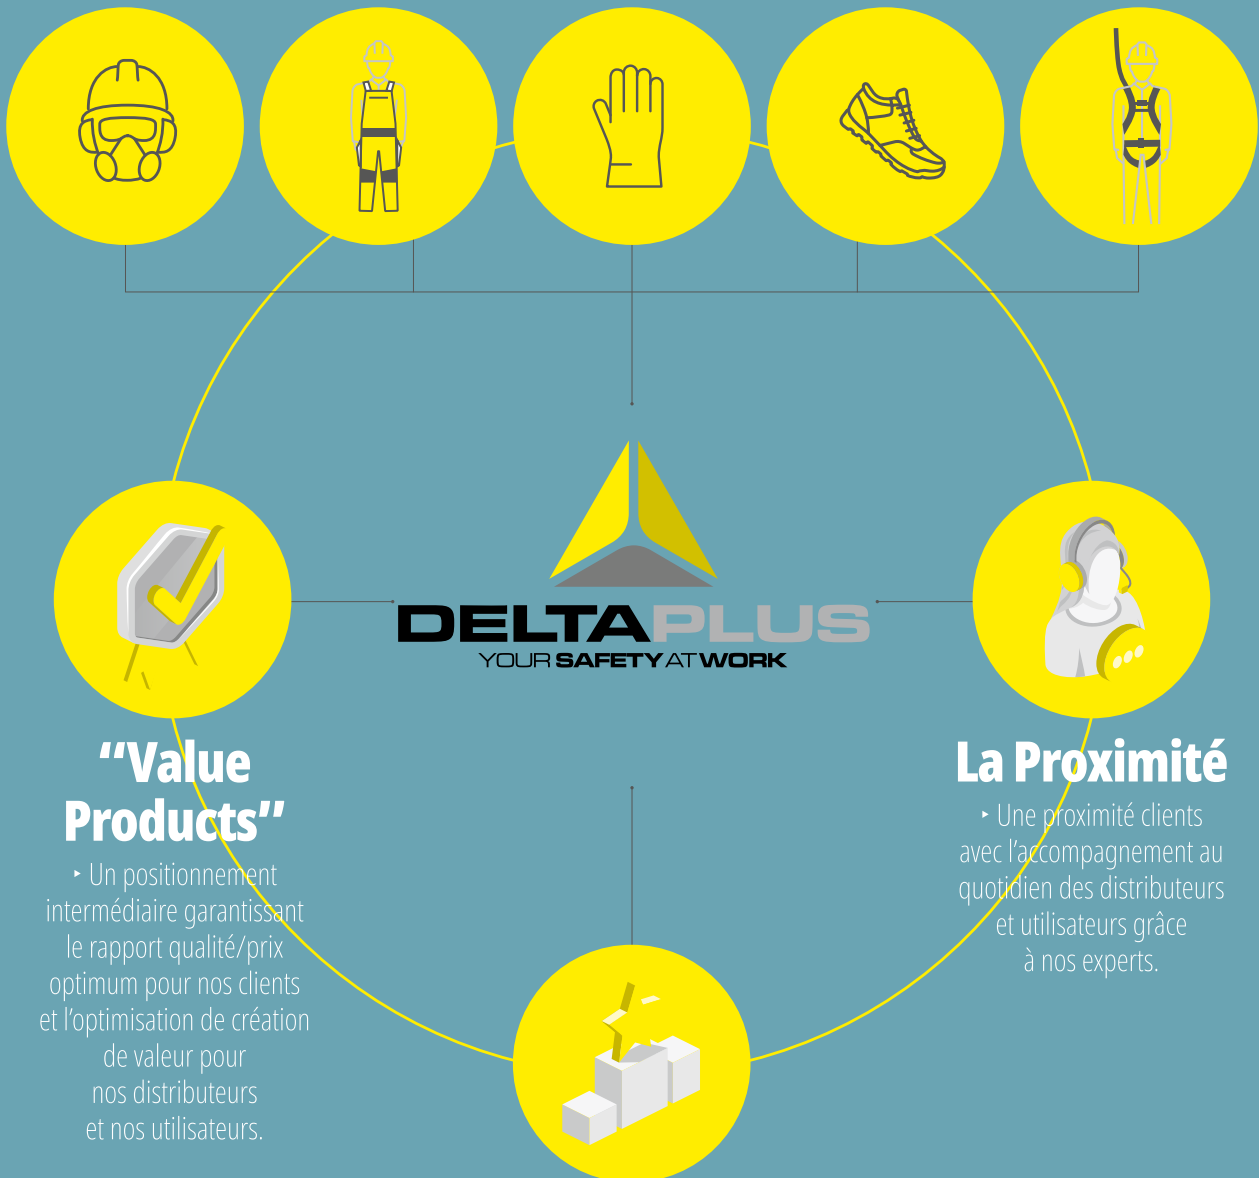 DELTAPLUS
YOUR SAFETY AT WORK
“Value
Products”
‣ Un positionnement
intermédiaire garantissant
le rapport qualité/prix
optimum pour nos clients
et l’optimisation de création
de valeur pour
nos distributeurs
et nos utilisateurs.
La Proximité
‣ Une proximité clients
avec l’accompagnement au
quotidien des distributeurs
et utilisateurs grâce
à nos experts.